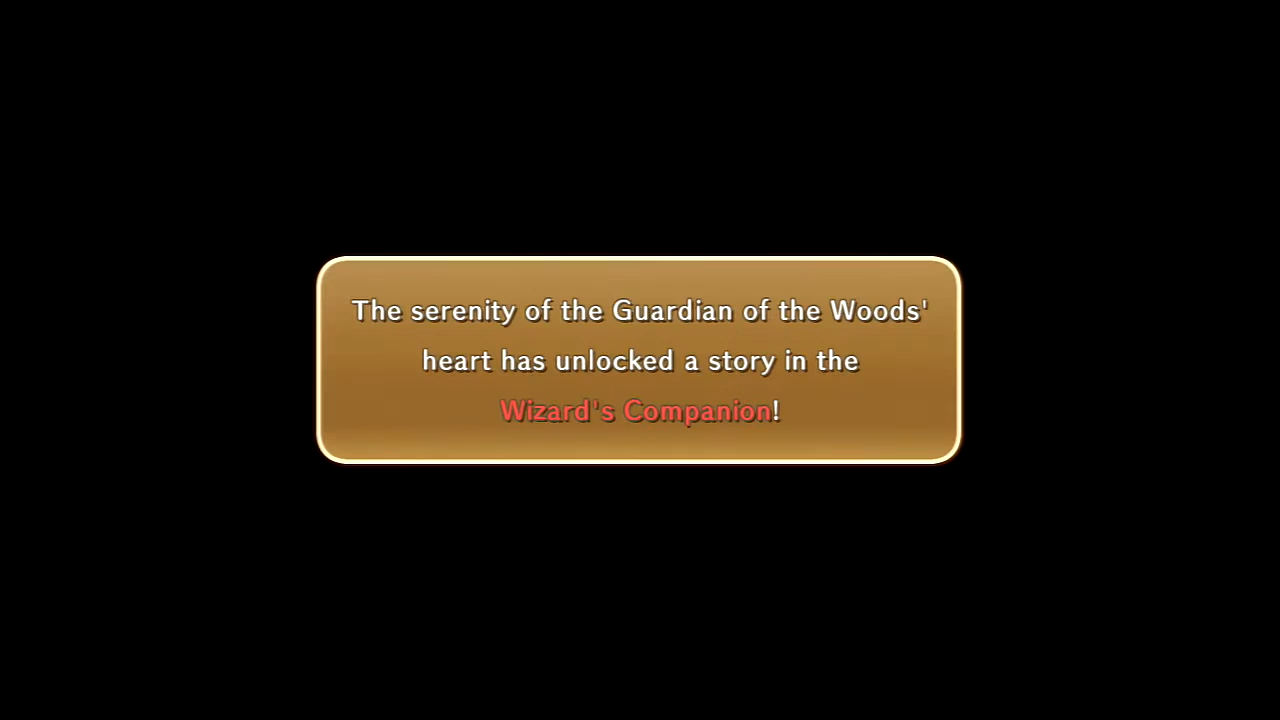 The serenity of the Guardian of the Woods'
heart has unlocked a story in the
Wizard's Companion!